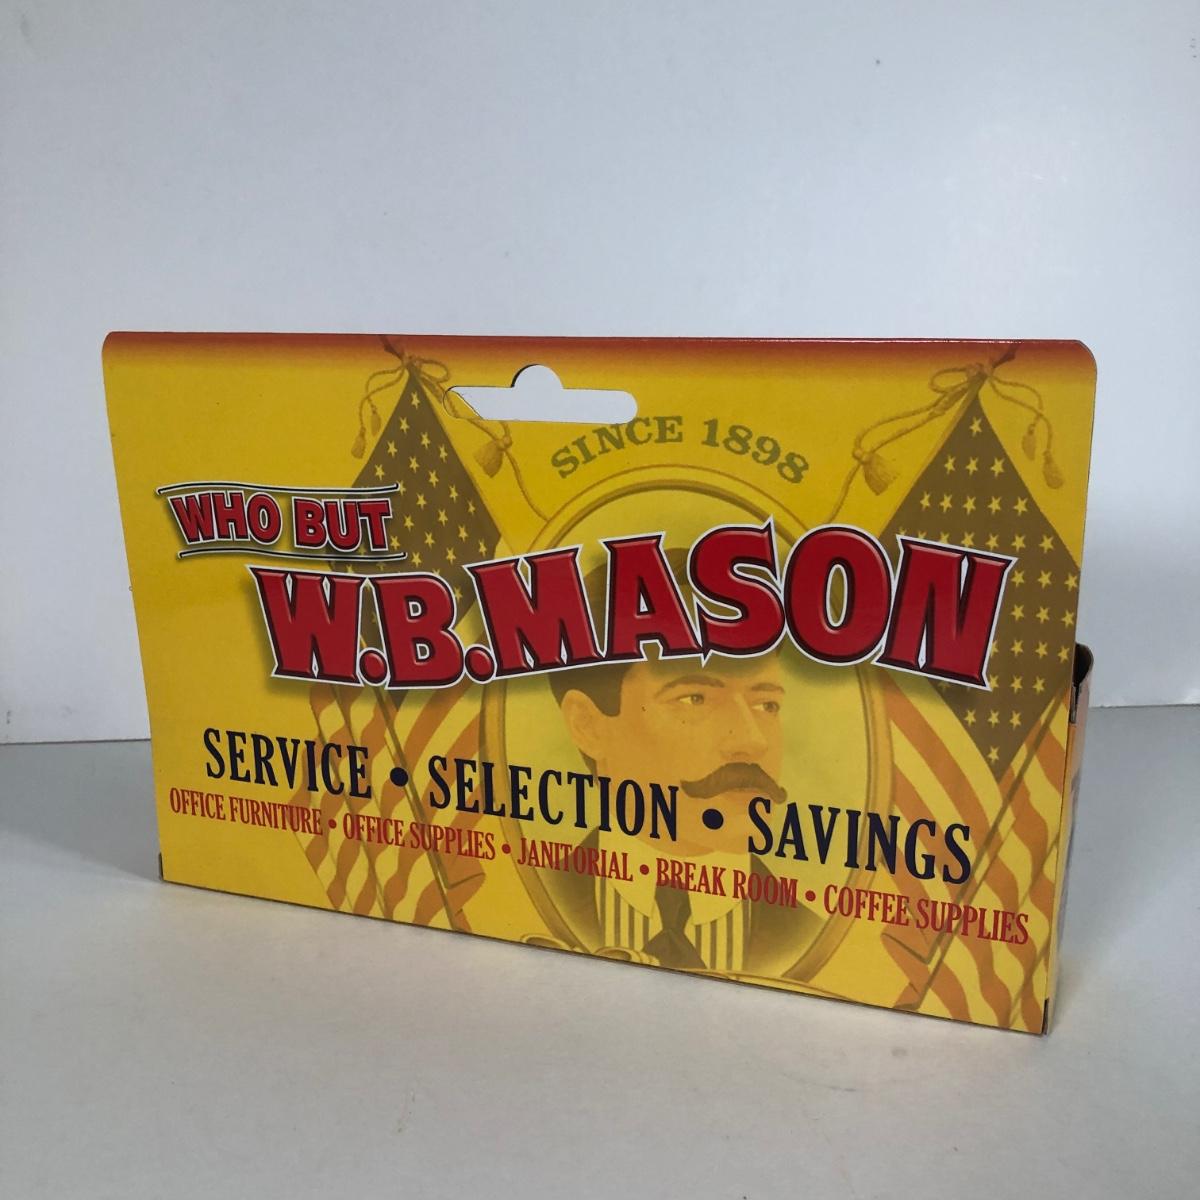 SINCE 1898
WHO BUT
W.B.MASON
SERVICE • SELECTION • SAVINGS
OFFICE FURNITURE • OFFICE SUPPLIES • JANITORIAL • BREAK ROOM • COFFEE SUPPLIES